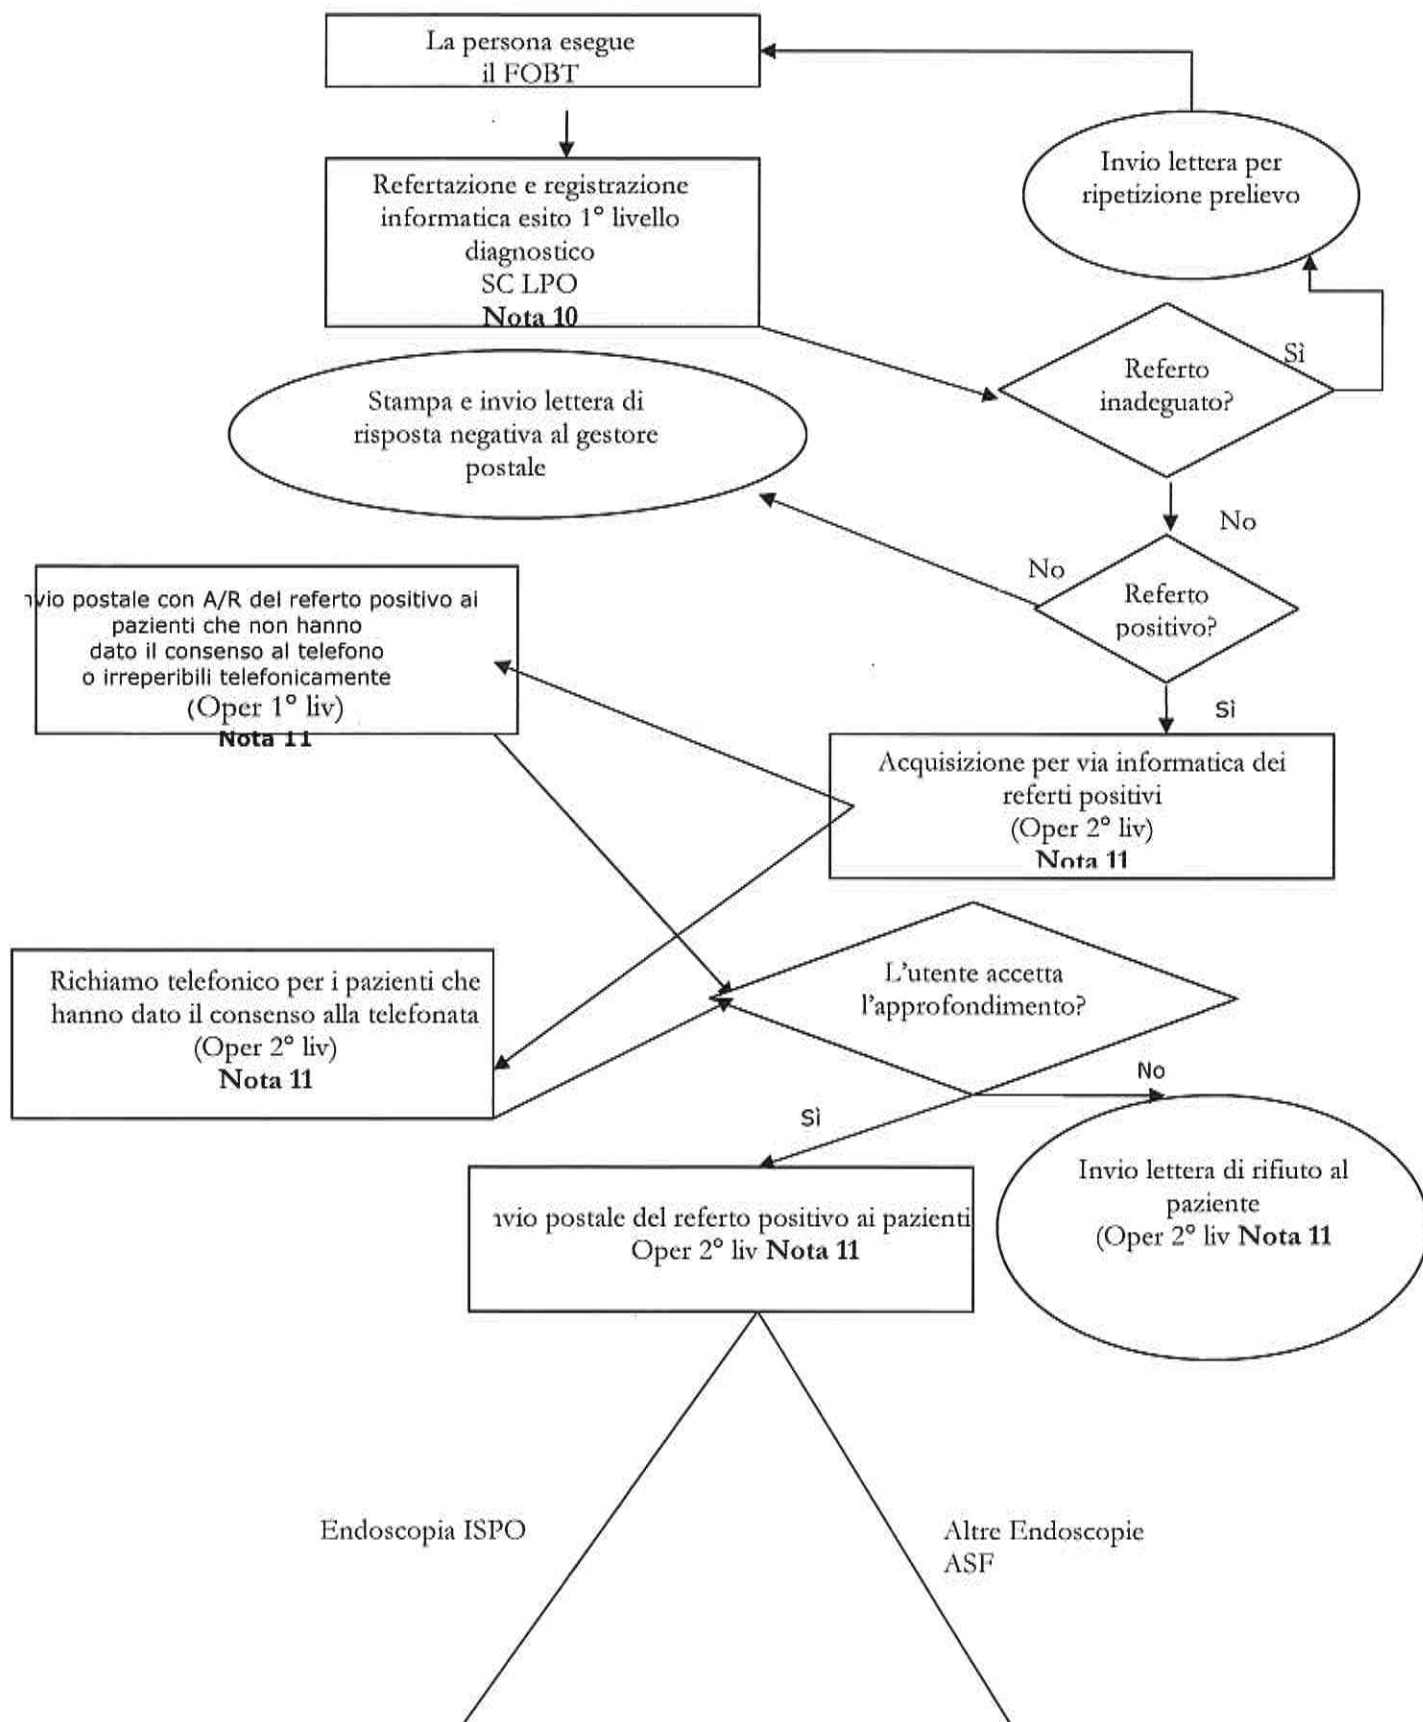 La persona esegue
il FOBT
Invio lettera per
ripetizione prelievo
Refertazione e registrazione
informatica esito 1° livello
diagnostico
SC LPO
Nota 10
Referto
inadeguato?
Sì
Stampa e invio lettera di
risposta negativa al gestore
postale
No
No
Referto
positivo?
Sì
postale con A/R del referto positivo ai
pazienti che non hanno
dato il consenso al telefono
o irreperibili telefonicamente
(Oper 1° liv)
Nota 11
Acquisizione per via informatica dei
referti positivi
(Oper 2° liv)
Nota 11
Richiamo telefonico per i pazienti che
hanno dato il consenso alla telefonata
(Oper 2° liv)
Nota 11
L'utente accetta
l'approfondimento?
No
Sì
postale del referto positivo ai pazienti
Oper 2° liv Nota 11
Invio lettera di rifiuto al
paziente
(Oper 2° liv Nota 11
Endoscopia ISPO
Altre Endoscopie
ASF